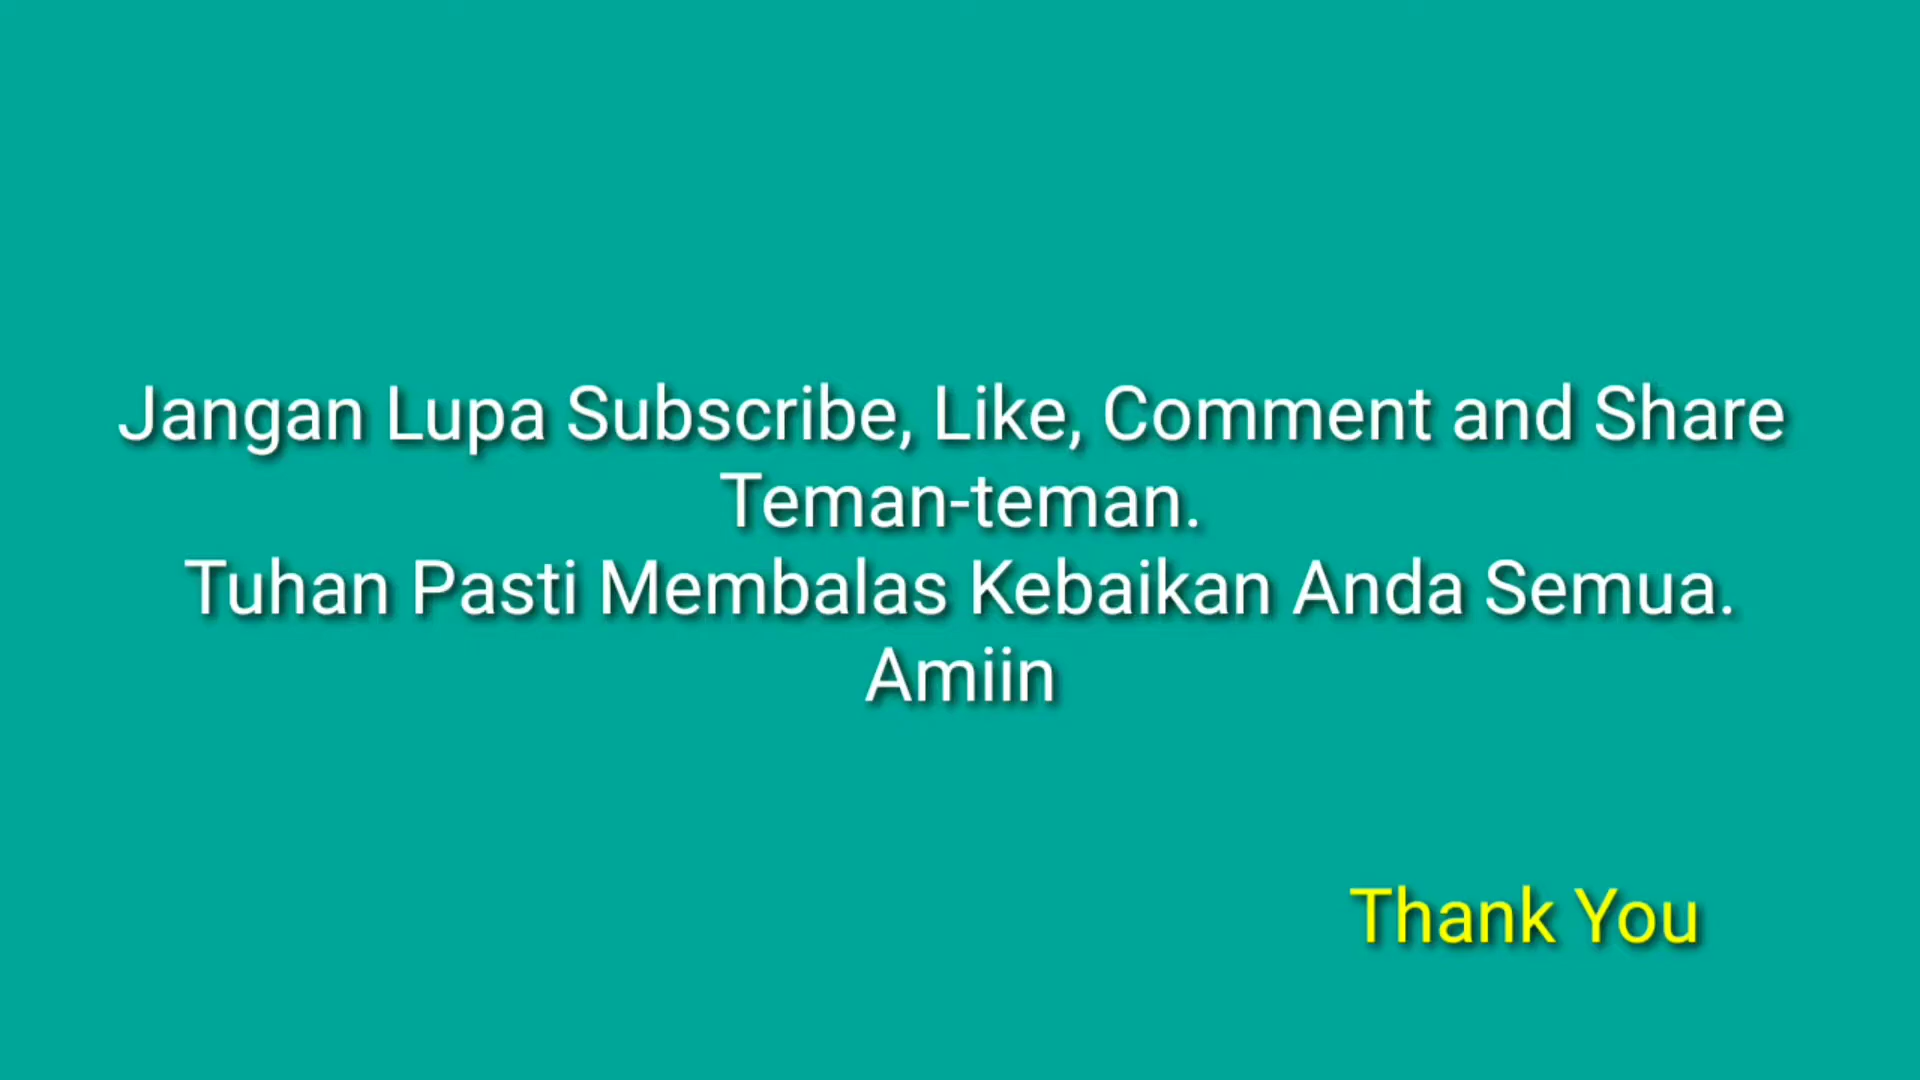 Jangan Lupa Subscribe, Like, Comment and Share
Teman-teman.
Tuhan Pasti Membalas Kebaikan Anda Semua.
Amiin
Thank You